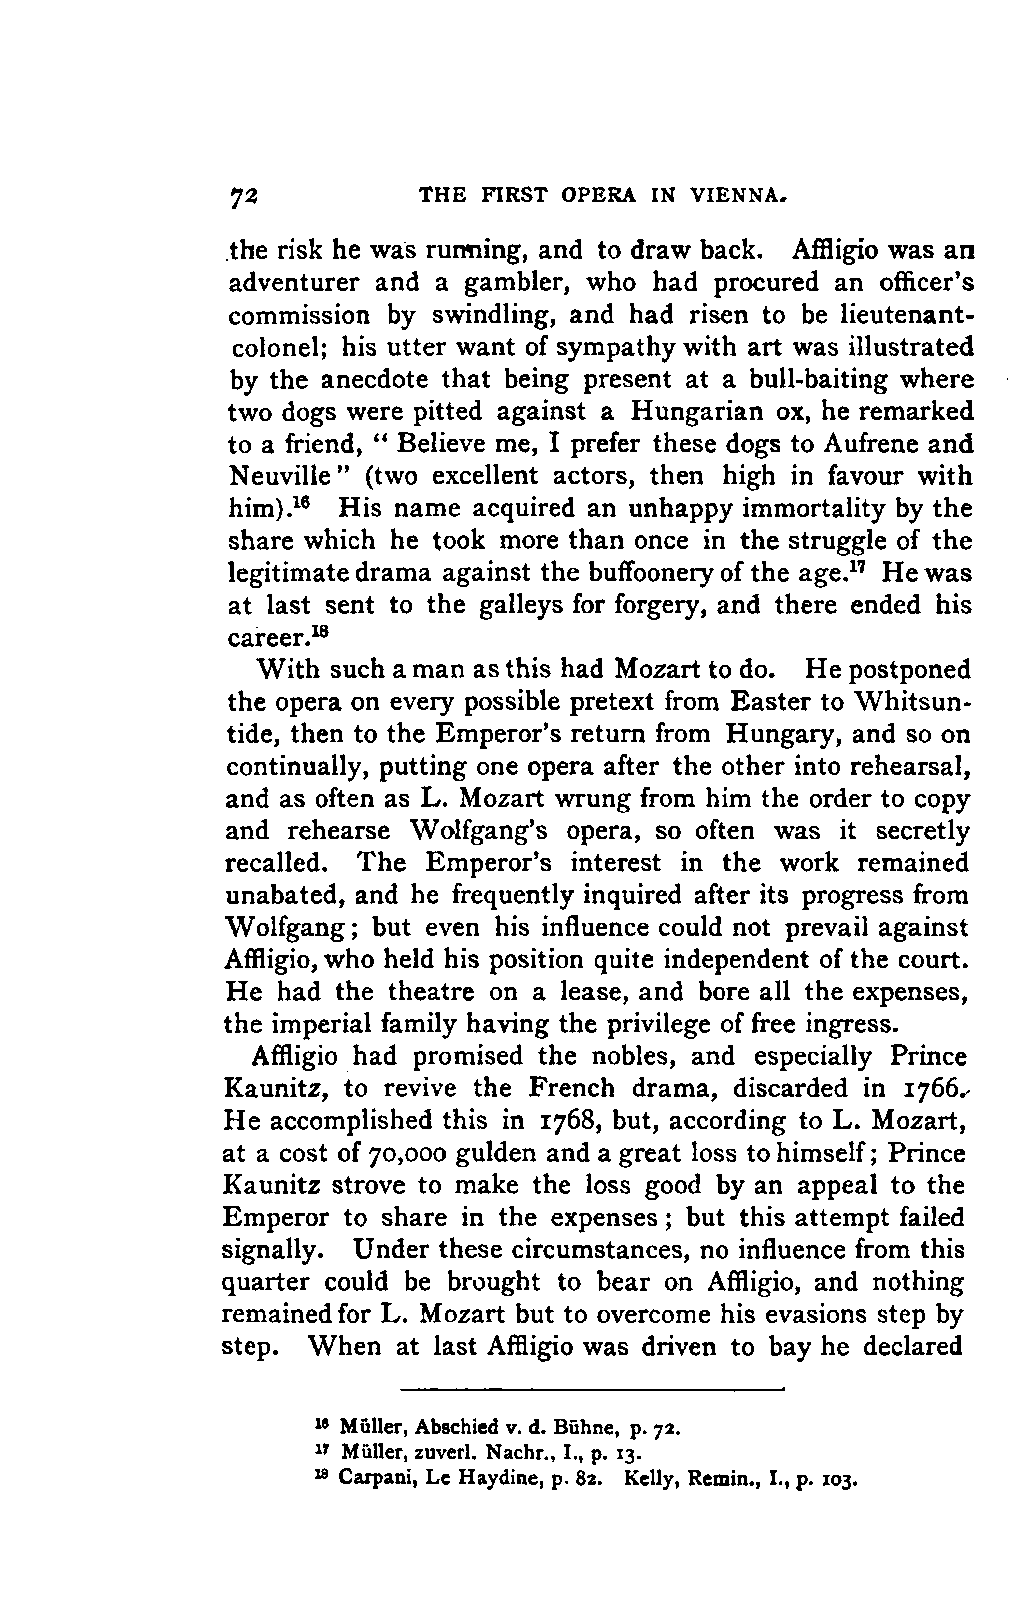 72 THE FIRST OPERA IN VIENNA.
the risk he was running, and to draw back. Affligio was an
adventurer and a gambler, who had procured an officer's
commission by swindling, and had risen to be lieutenant-
colonel; his utter want of sympathy with art was illustrated
by the anecdote that being present at a bull-baiting where
two dogs were pitted against a Hungarian ox, he remarked
to a friend, “ Believe me, I prefer these dogs to Aufrene and
Neuville ” (two excellent actors, then high in favour with
him).¹⁶ His name acquired an unhappy immortality by the
share which he took more than once in the struggle of the
legitimate drama against the buffoonery of the age.¹⁷ He was
at last sent to the galleys for forgery, and there ended his
career.¹⁸
With such a man as this had Mozart to do. He postponed
the opera on every possible pretext from Easter to Whitsun-
tide, then to the Emperor's return from Hungary, and so on
continually, putting one opera after the other into rehearsal,
and as often as L. Mozart wrung from him the order to copy
and rehearse Wolfgang's opera, so often was it secretly
recalled. The Emperor's interest in the work remained
unabated, and he frequently inquired after its progress from
Wolfgang; but even his influence could not prevail against
Affligio, who held his position quite independent of the court.
He had the theatre on a lease, and bore all the expenses,
the imperial family having the privilege of free ingress.
Affligio had promised the nobles, and especially Prince
Kaunitz, to revive the French drama, discarded in 1766.
He accomplished this in 1768, but, according to L. Mozart,
at a cost of 70,000 gulden and a great loss to himself; Prince
Kaunitz strove to make the loss good by an appeal to the
Emperor to share in the expenses; but this attempt failed
signally. Under these circumstances, no influence from this
quarter could be brought to bear on Affligio, and nothing
remained for L. Mozart but to overcome his evasions step by
step. When at last Affligio was driven to bay he declared
¹⁶ Müller, Abschied v. d. Bühne, p. 72.
¹⁷ Müller, zuverl. Nachr., I., p. 13.
¹⁸ Carpani, Le Haydine, p. 82. Kelly, Remin., I., p. 103.